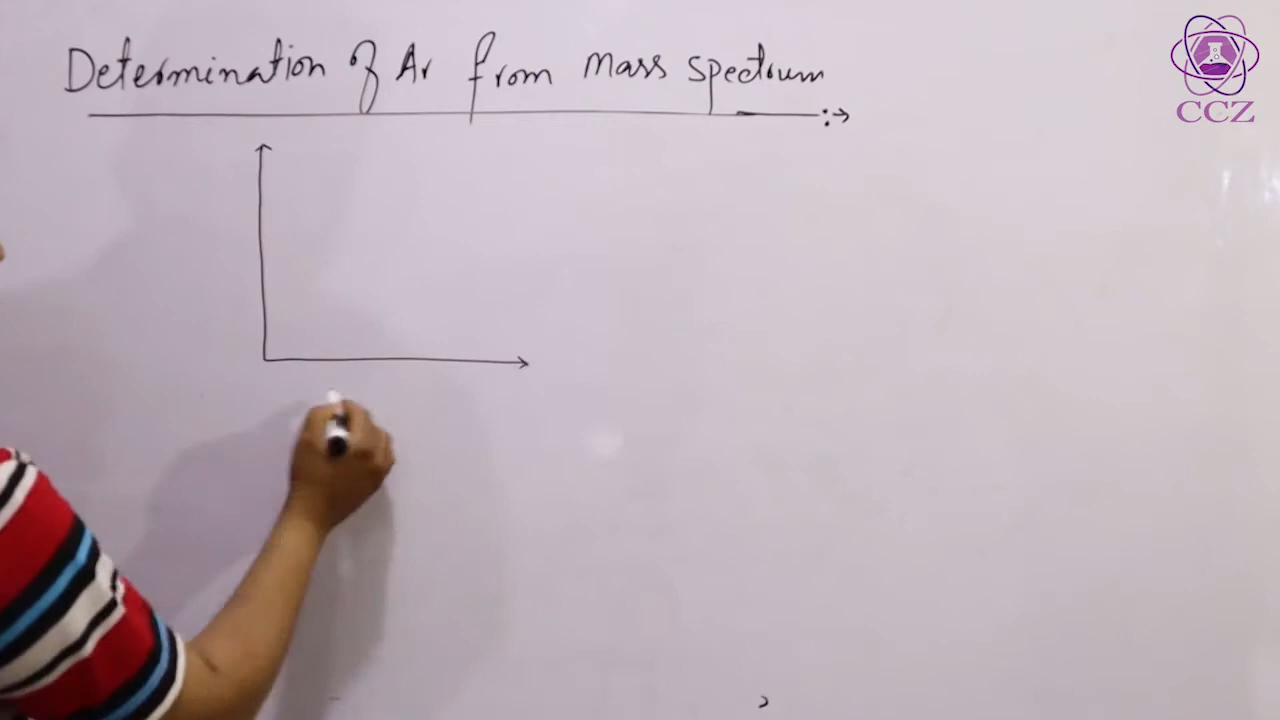 Determination of Ar from Mass spectrum :→
CCZ